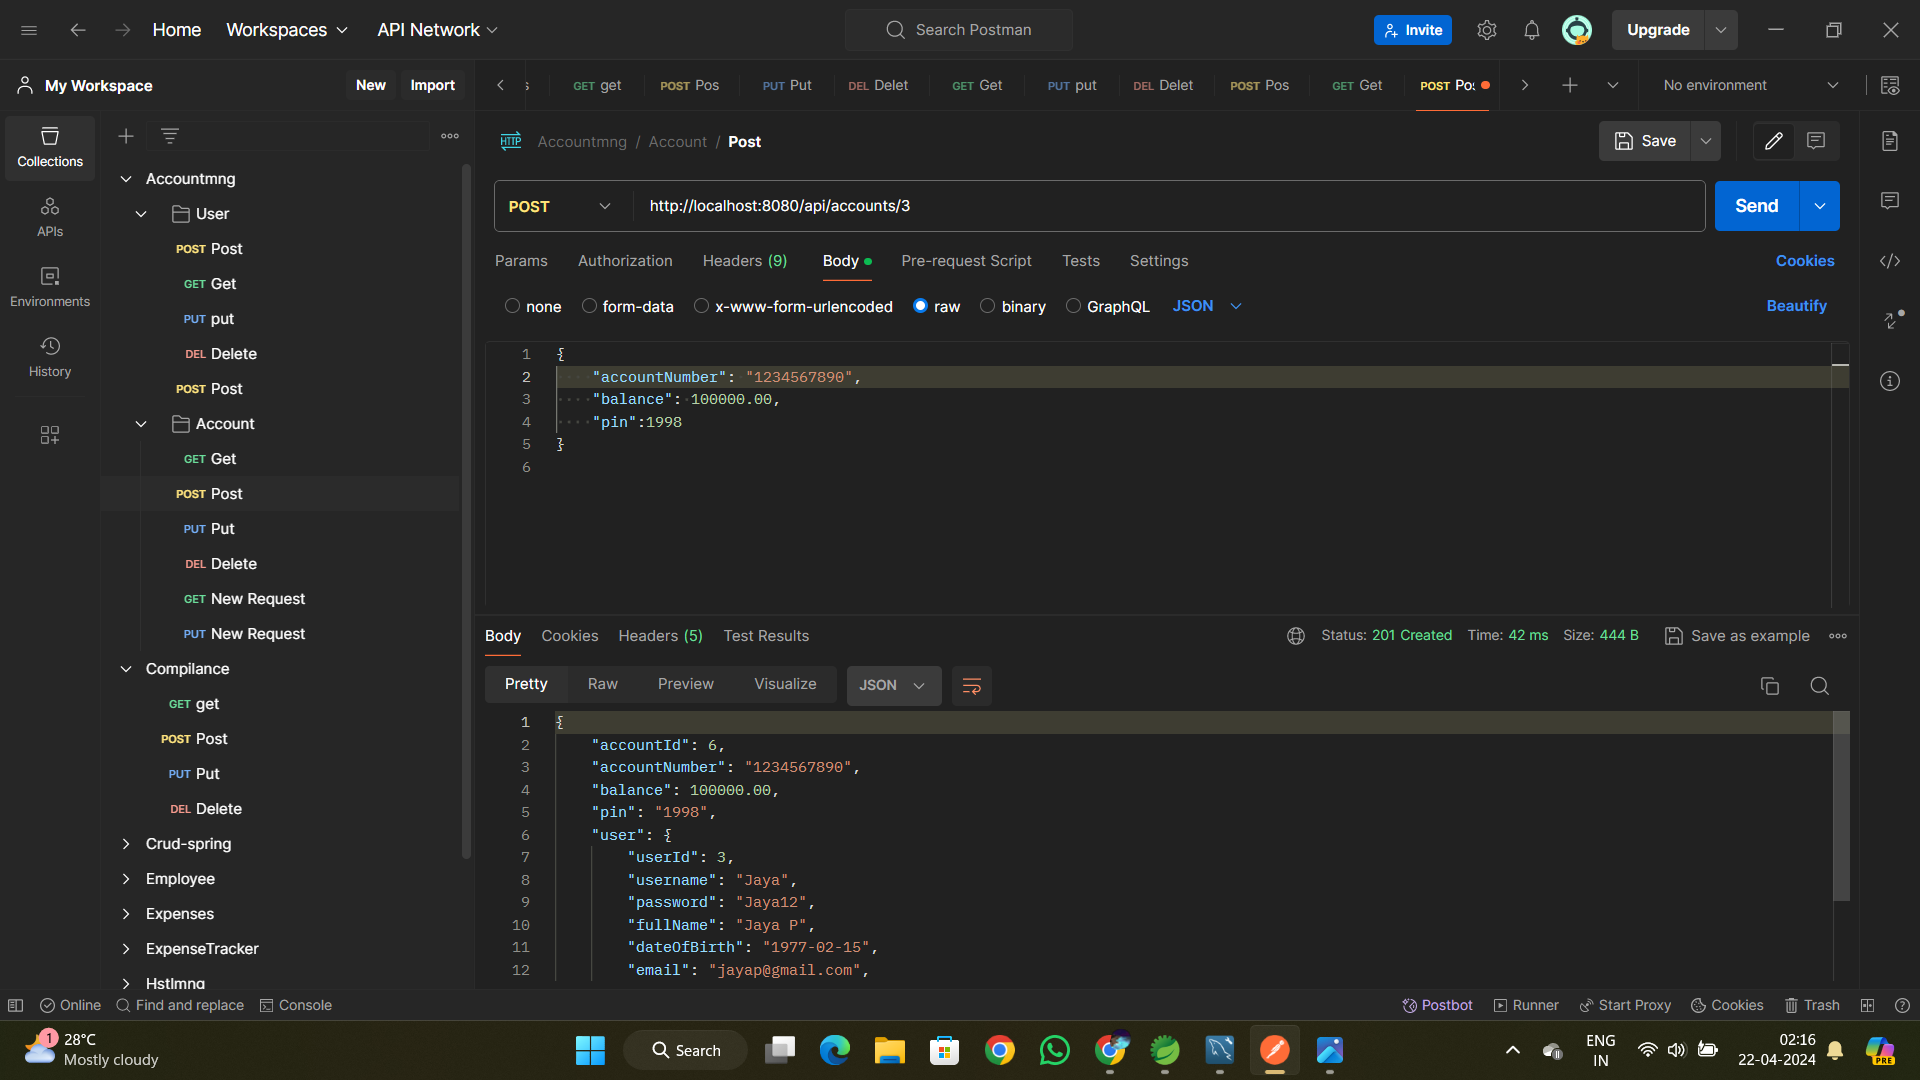 Home
Workspaces
API Network
Search Postman
Invite
Upgrade
My Workspace
New
Import
GET get
POST Pos
PUT Put
DEL Delet
GET Get
PUT put
DEL Delet
POST Pos
GET Get
POST Pos
No environment
Collections
APIs
Environments
History
Accountmng
User
POST Post
GET Get
PUT put
DEL Delete
POST Post
Account
GET Get
POST Post
PUT Put
DEL Delete
GET New Request
PUT New Request
Compilance
GET get
POST Post
PUT Put
DEL Delete
Crud-spring
Employee
Expenses
ExpenseTracker
Hstlmng
HTTP Accountmng / Account / Post
Save
POST
http://localhost:8080/api/accounts/3
Send
Params
Authorization
Headers (9)
Body
Pre-request Script
Tests
Settings
Cookies
none
form-data
x-www-form-urlencoded
raw
binary
GraphQL
JSON
Beautify
1 {
2 "accountNumber": "1234567890",
3 "balance": 100000.00,
4 "pin":1998
5 }
6
Body
Cookies
Headers (5)
Test Results
Status: 201 Created
Time: 42 ms
Size: 444 B
Save as example
Pretty
Raw
Preview
Visualize
JSON
1 {
2 "accountId": 6,
3 "accountNumber": "1234567890",
4 "balance": 100000.00,
5 "pin": "1998",
6 "user": {
7 "userId": 3,
8 "username": "Jaya",
9 "password": "Jaya12",
10 "fullName": "Jaya P",
11 "dateOfBirth": "1977-02-15",
12 "email": "jayap@gmail.com",
Online
Find and replace
Console
Postbot
Runner
Start Proxy
Cookies
Trash
1
28°C
Mostly cloudy
Search
ENG
IN
02:16
22-04-2024
PRE